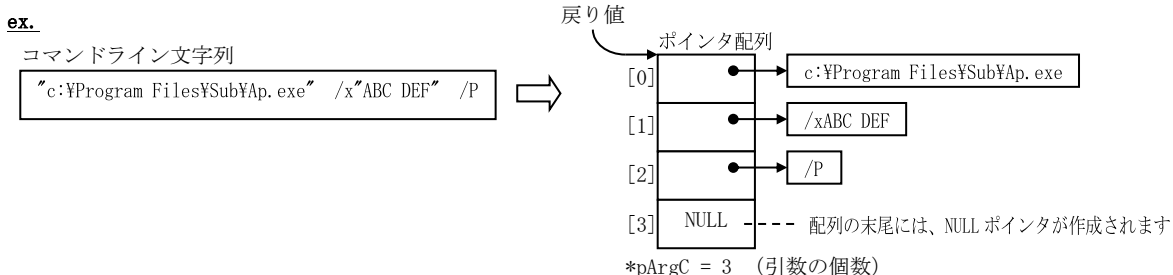 ex.
戻り値
コマンドライン文字列
ポインタ配列
"c:¥Program Files¥Sub¥Ap.exe" /x"ABC DEF" /P
[0]
c:¥Program Files¥Sub¥Ap.exe
[1]
/xABC DEF
[2]
/P
[3]
NULL
配列の末尾には、NULLポインタが作成されます
*pArgC = 3 (引数の個数)